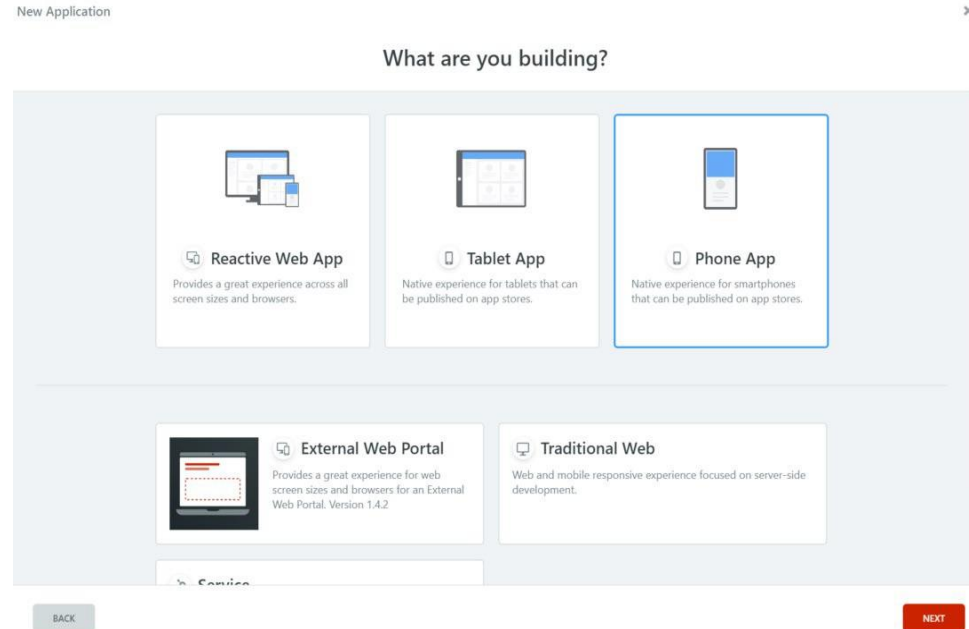 New Application
What are you building?
Reactive Web App
Provides a great experience across all
screen sizes and browsers.
Tablet App
Native experience for tablets that can
be published on app stores.
Phone App
Native experience for smartphones
that can be published on app stores.
External Web Portal
Provides a great experience for web
screen sizes and browsers for an External
Web Portal. Version 1.4.2
Traditional Web
Web and mobile responsive experience focused on server-side
development.
Service
BACK
NEXT